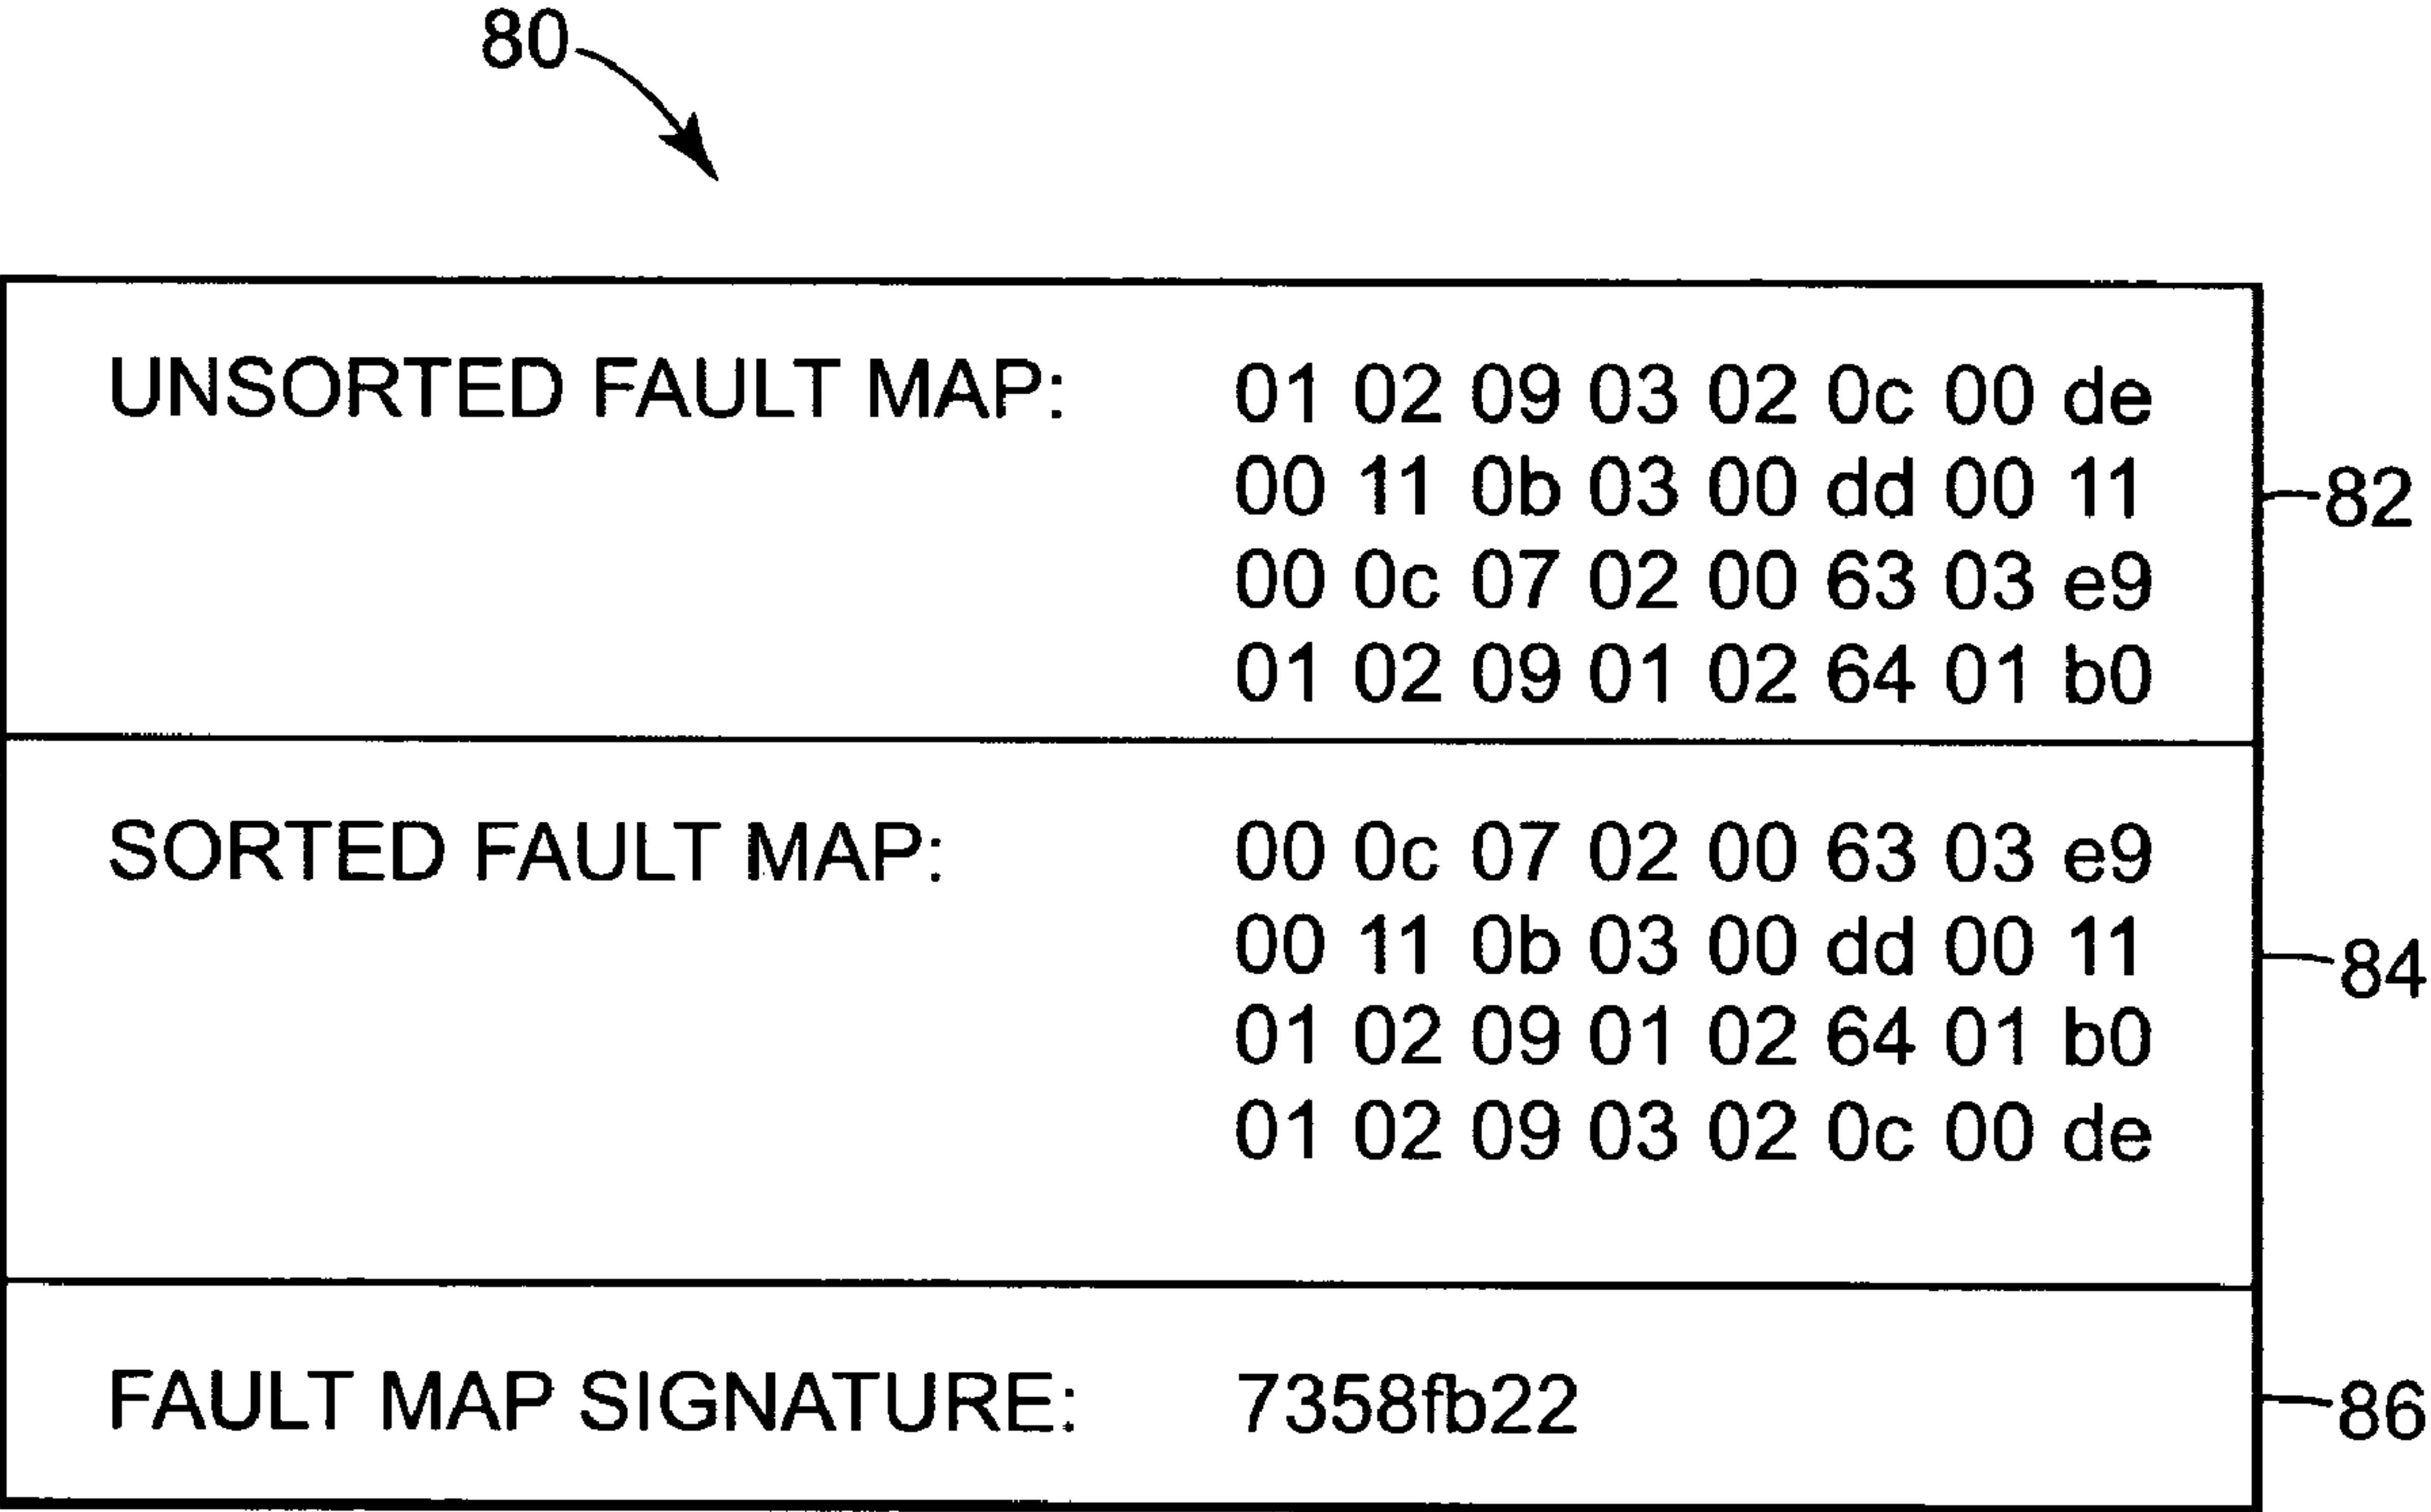 80
UNSORTED FAULT MAP: 01 02 09 03 02 0c 00 de
00 11 0b 03 00 dd 00 11
82
00 0c 07 02 00 63 03 e9
01 02 09 01 02 64 01 b0
SORTED FAULT MAP: 00 0c 07 02 00 63 03 e9
00 11 0b 03 00 dd 00 11
84
01 02 09 01 02 64 01 b0
01 02 09 03 02 0c 00 de
FAULT MAP SIGNATURE: 7358fb22
86